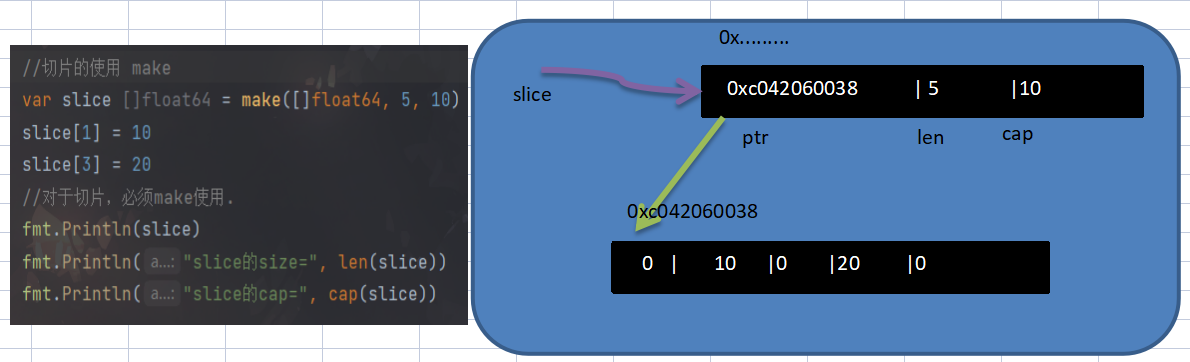 //切片的使用 make
var slice []float64 = make([]float64, 5, 10)
slice[1] = 10
slice[3] = 20
//对于切片，必须make使用.
fmt.Println(slice)
fmt.Println( a...: "slice的size=", len(slice))
fmt.Println( a...: "slice的cap=", cap(slice))
0x.........
slice
0xc042060038 | 5 |10
ptr len cap
0xc042060038
0 | 10 |0 |20 |0